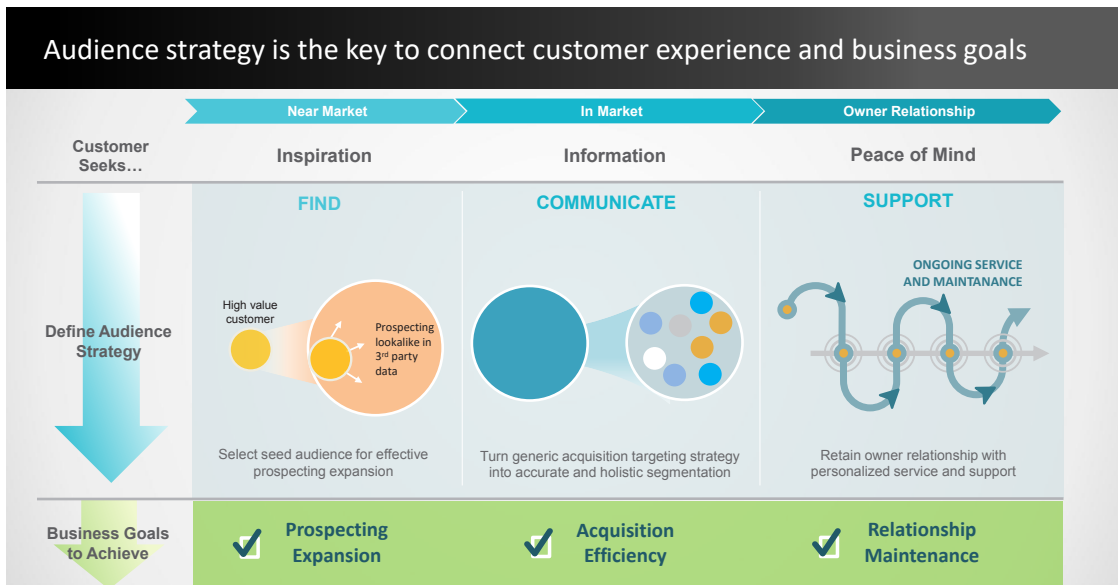 Audience strategy is the key to connect customer experience and business goals
Near Market
In Market
Owner Relationship
Customer
Seeks…
Inspiration
Information
Peace of Mind
Define Audience
Strategy
FIND
High value
customer
Prospecting
lookalike in
3rd party
data
Select seed audience for effective
prospecting expansion
COMMUNICATE
Turn generic acquisition targeting strategy
into accurate and holistic segmentation
SUPPORT
ONGOING SERVICE
AND MAINTANANCE
Retain owner relationship with
personalized service and support
Business Goals
to Achieve
Prospecting
Expansion
Acquisition
Efficiency
Relationship
Maintenance